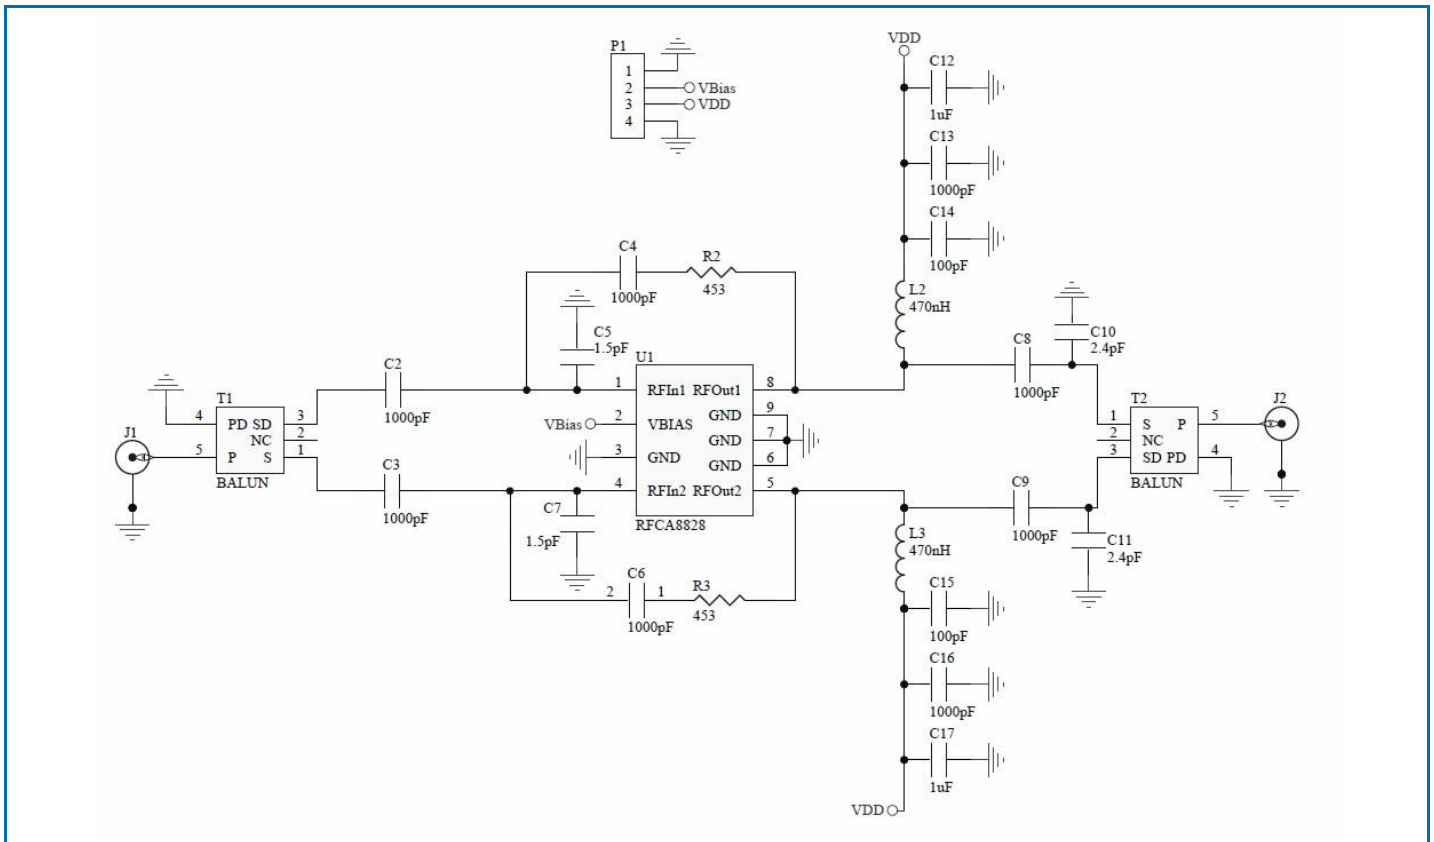 P1
1
2
VBias
3
VDD
4
VDD
C12
1uF
C13
1000pF
C14
100pF
L2
470nH
C4
1000pF
R2
453
C5
1.5pF
C2
1000pF
C3
1000pF
T1
4
PD SD
3
NC
2
5
P
S
1
BALUN
J1
U1
1
RFIn1
RFOut1
8
VBias
2
VBIAS
GND
9
3
GND
GND
7
GND
6
4
RFIn2
RFOut2
5
RFCA8828
C7
1.5pF
C6
2
1
1000pF
R3
453
C8
1000pF
C10
2.4pF
T2
1
S
P
5
2
NC
3
SD PD
4
BALUN
J2
C9
1000pF
C11
2.4pF
L3
470nH
C15
100pF
C16
1000pF
C17
1uF
VDD